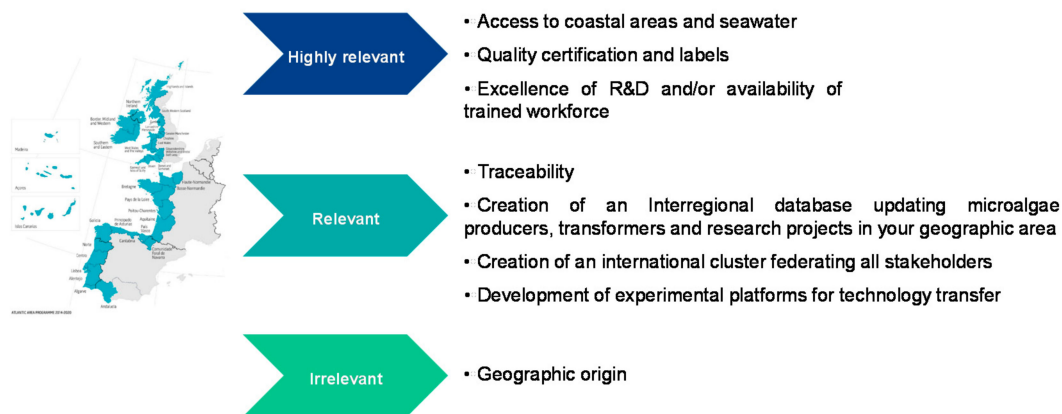 Highly relevant
• Access to coastal areas and seawater
• Quality certification and labels
• Excellence of R&D and/or availability of
trained workforce
Relevant
• Traceability
• Creation of an Interregional database updating microalgae
producers, transformers and research projects in your geographic area
• Creation of an international cluster federating all stakeholders
• Development of experimental platforms for technology transfer
Irrelevant
• Geographic origin
Northern
Ireland
Border, Midland
and Western
Southern
and Eastern
Madeira
Açores
Islas Canarias
Haute-Normandie
Basse-Normandie
Bretagne
Pays de la Loire
Poitou-Charentes
Aquitaine
País
Vasco
Principado
de Asturias
Galicia
Cantabria
Comunidad
Foral de
Navarra
Norte
Centro
Lisboa
Alentejo
Algarve
Andalucía
ATLANTIC AREA PROGRAMME 2014-2020